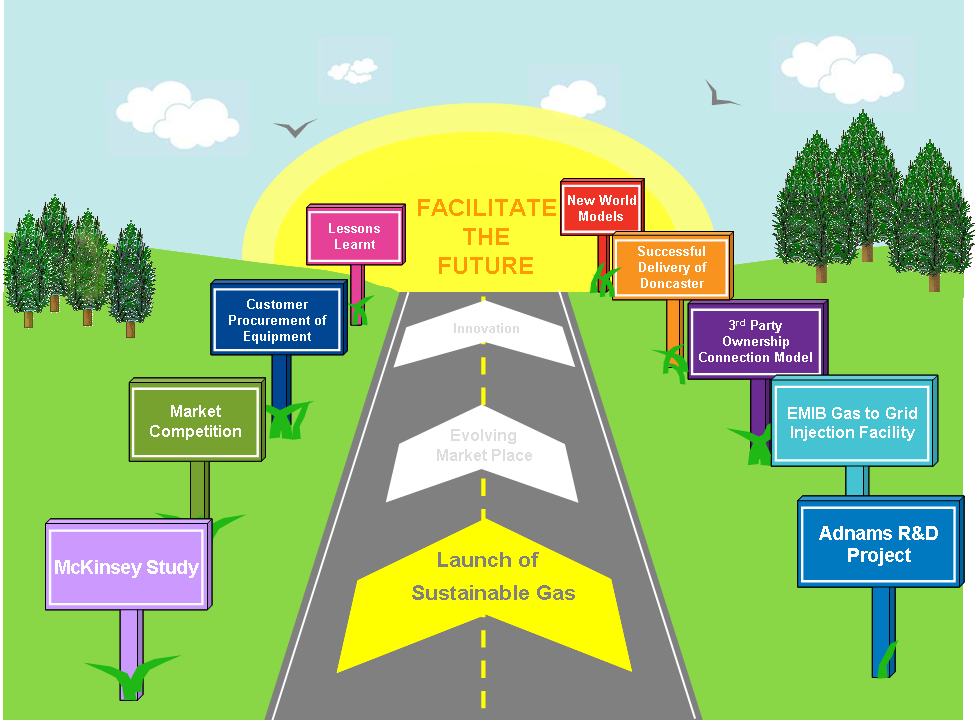 FACILITATE
THE
FUTURE
Lessons
Learnt
New World
Models
Customer
Procurement of
Equipment
Successful
Delivery of
Doncaster
Innovation
3rd Party
Ownership
Connection Model
Market
Competition
Evolving
Market Place
EMIB Gas to Grid
Injection Facility
McKinsey Study
Launch of
Sustainable Gas
Adnams R&D
Project